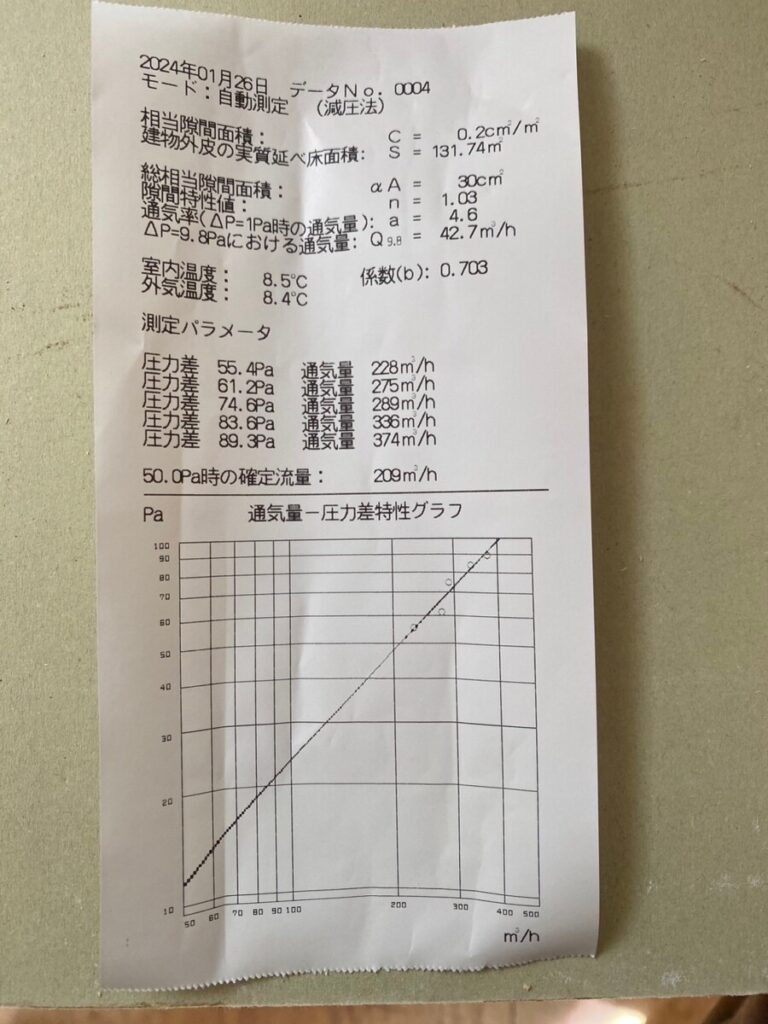 2024年01月26日 データNo. 0004
モード：自動測定 （減圧法）
相当隙間面積： C = 0.2cm²/m²
建物外皮の実質延べ床面積： S = 131.74m²
総相当隙間面積： αA = 30cm²
隙間特性値： n = 1.03
通気率(ΔP=1Pa時の通気量)： a = 4.6
ΔP=9.8Paにおける通気量： Q9.8 = 42.7m³/h
室内温度： 8.5℃ 係数(b)： 0.703
外気温度： 8.4℃
測定パラメータ
圧力差 55.4Pa 通気量 228m³/h
圧力差 61.2Pa 通気量 275m³/h
圧力差 74.6Pa 通気量 289m³/h
圧力差 83.6Pa 通気量 336m³/h
圧力差 89.3Pa 通気量 374m³/h
50.0Pa時の確定流量： 209m³/h
Pa 通気量－圧力差特性グラフ
100
90
80
70
60
50
40
30
20
10
50 60 70 80 90 100 200 300 400 500
m³/h